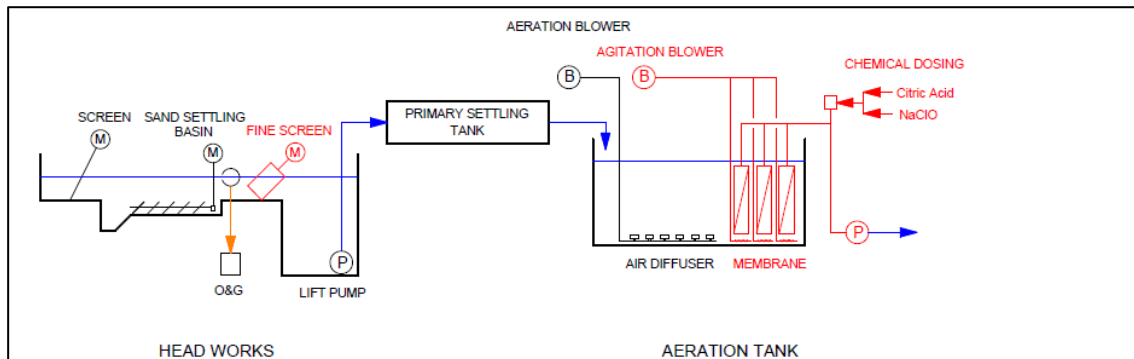 AERATION BLOWER
AGITATION BLOWER
CHEMICAL DOSING
B
B
Citric Acid
NaClO
SCREEN
SAND SETTLING
BASIN
FINE SCREEN
PRIMARY SETTLING
TANK
M
M
M
P
P
O&G
LIFT PUMP
AIR DIFFUSER
MEMBRANE
HEAD WORKS
AERATION TANK